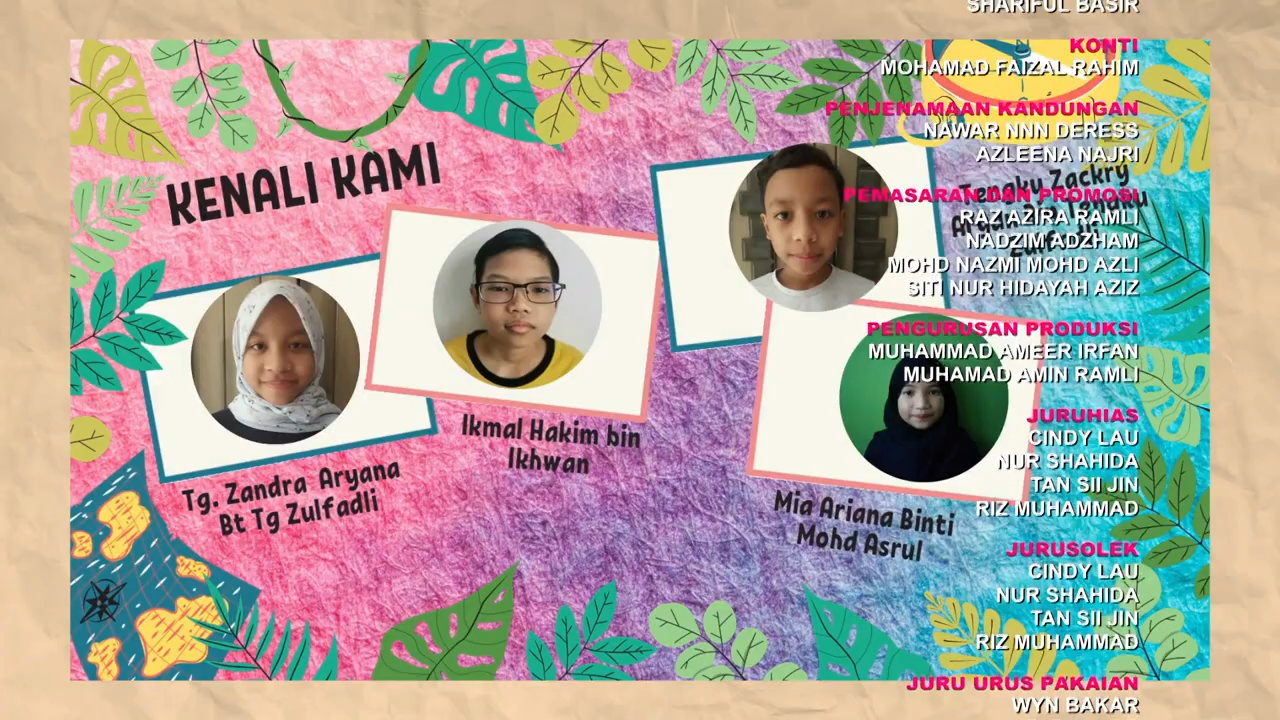 KENALI KAMI
Tg. Zandra Aryana
Bt Tg Zulfadli
Ikmal Hakim bin
Ikhwan
Tengku Zackry
Mia Ariana Binti
Mohd Asrul
SHARIFUL BASIR
KONTI
MOHAMAD FAIZAL RAHIM
PENJENAMAAN KANDUNGAN
NAWAR NNN DERESS
AZLEENA NAJRI
PEMASARAN DAN PROMOSI
RAZ AZIRA RAMLI
NADZIM ADZHAM
MOHD NAZMI MOHD AZLI
SITI NUR HIDAYAH AZIZ
PENGURUSAN PRODUKSI
MUHAMMAD AMEER IRFAN
MUHAMAD AMIN RAMLI
JURUHIAS
CINDY LAU
NUR SHAHIDA
TAN SII JIN
RIZ MUHAMMAD
JURUSOLEK
CINDY LAU
NUR SHAHIDA
TAN SII JIN
RIZ MUHAMMAD
JURU URUS PAKAIAN
WYN BAKAR